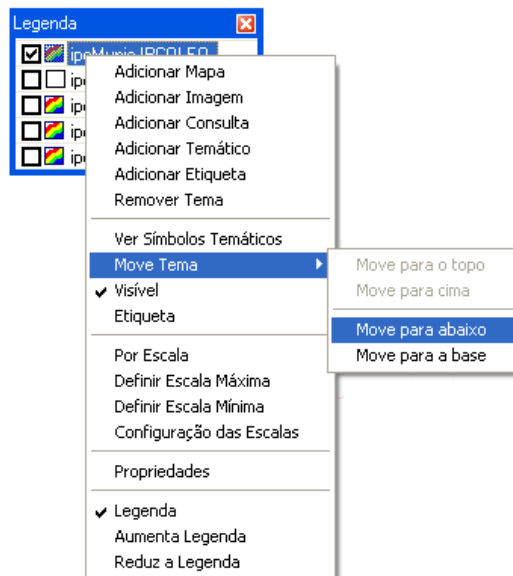 Legenda
Adicionar Mapa
Adicionar Imagem
Adicionar Consulta
Adicionar Temático
Adicionar Etiqueta
Remover Tema
Ver Símbolos Temáticos
Move Tema
Move para o topo
Move para cima
Move para abaixo
Move para a base
Visível
Etiqueta
Por Escala
Definir Escala Máxima
Definir Escala Mínima
Configuração das Escalas
Propriedades
Legenda
Aumenta Legenda
Reduz a Legenda